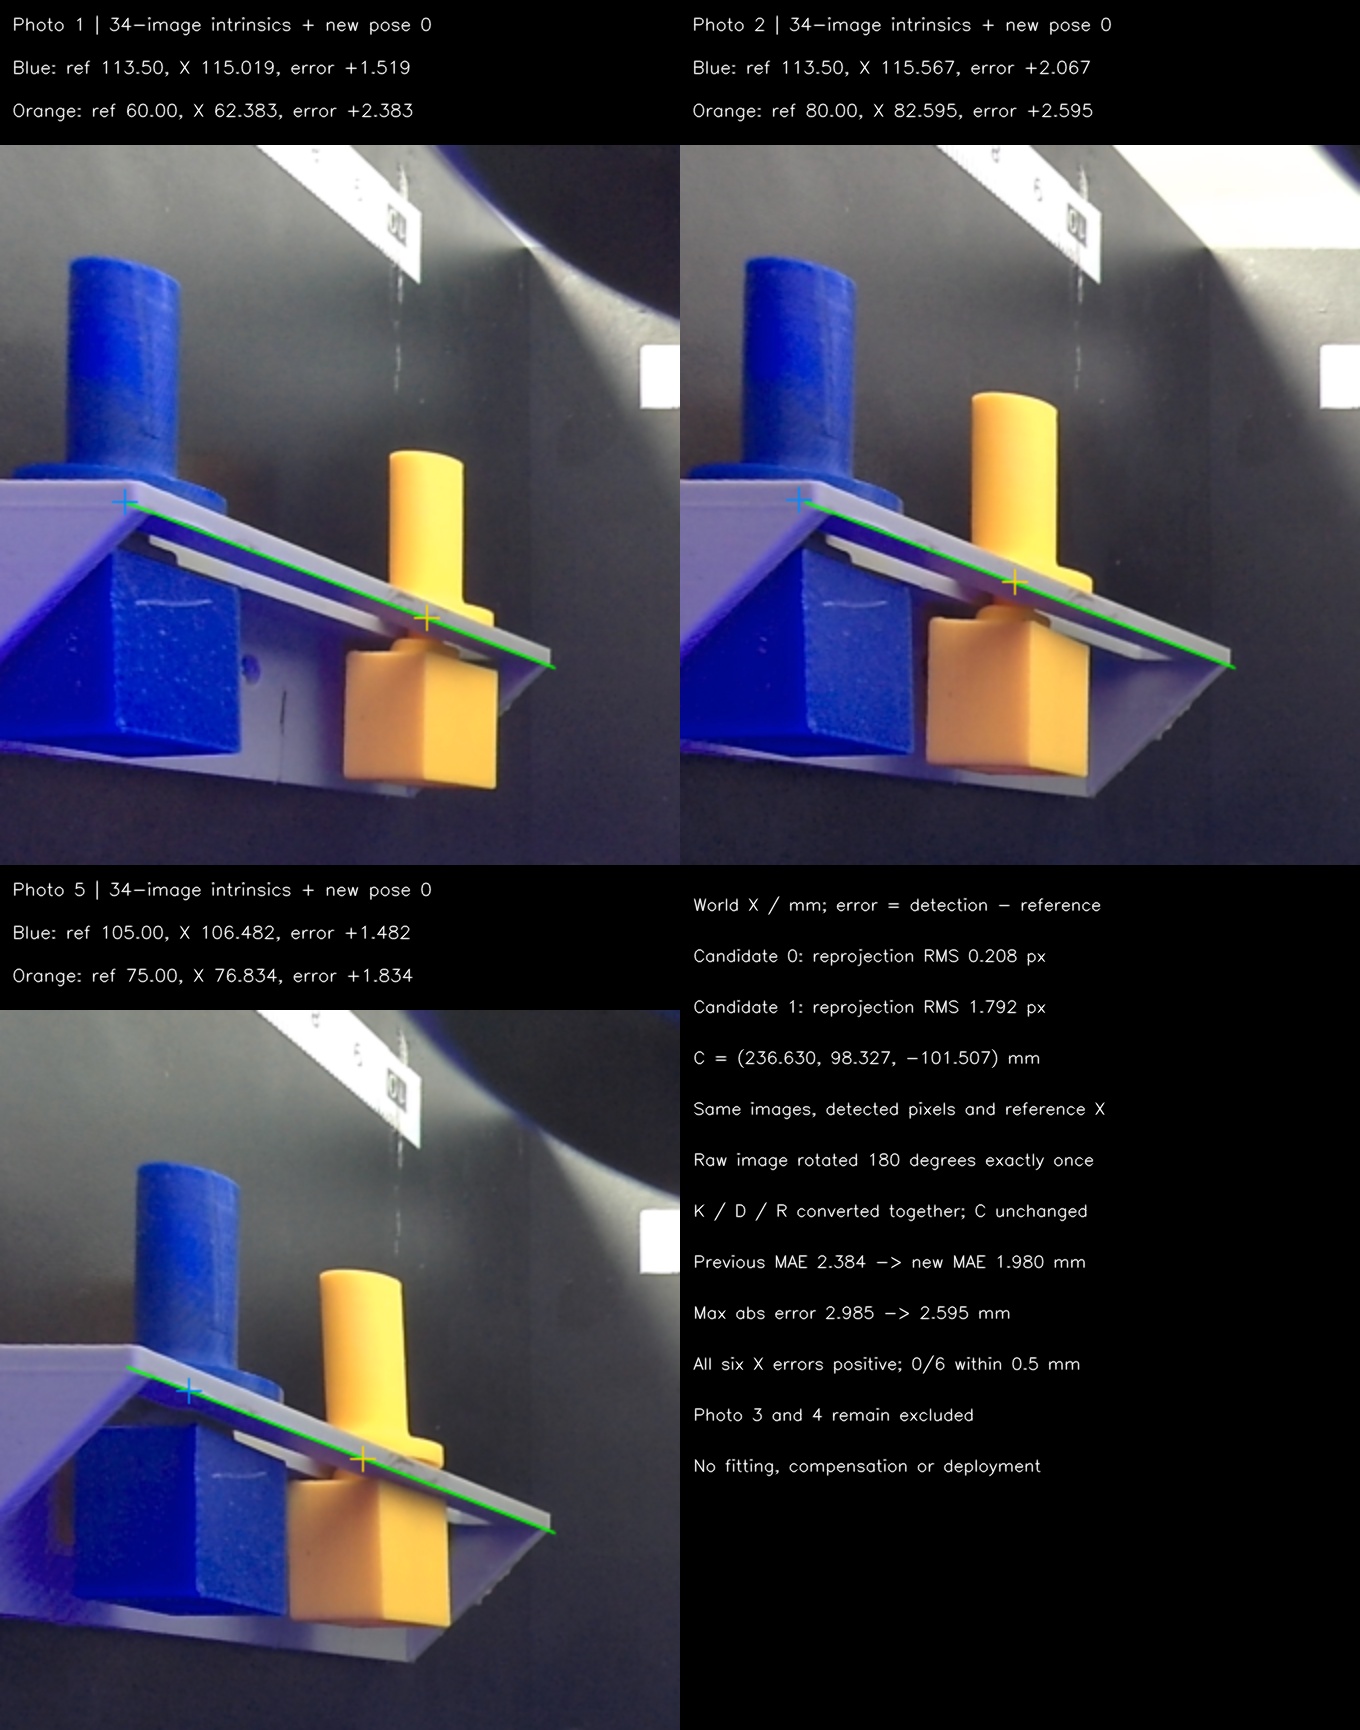 Photo 1 | 34-image intrinsics + new pose 0
Blue: ref 113.50, X 115.019, error +1.519
Orange: ref 60.00, X 62.383, error +2.383
10
Photo 2 | 34-image intrinsics + new pose 0
Blue: ref 113.50, X 115.567, error +2.067
Orange: ref 80.00, X 82.595, error +2.595
10
Photo 5 | 34-image intrinsics + new pose 0
Blue: ref 105.00, X 106.482, error +1.482
Orange: ref 75.00, X 76.834, error +1.834
10
World X / mm; error = detection - reference
Candidate 0: reprojection RMS 0.208 px
Candidate 1: reprojection RMS 1.792 px
C = (236.630, 98.327, -101.507) mm
Same images, detected pixels and reference X
Raw image rotated 180 degrees exactly once
K / D / R converted together; C unchanged
Previous MAE 2.384 -> new MAE 1.980 mm
Max abs error 2.985 -> 2.595 mm
All six X errors positive; 0/6 within 0.5 mm
Photo 3 and 4 remain excluded
No fitting, compensation or deployment